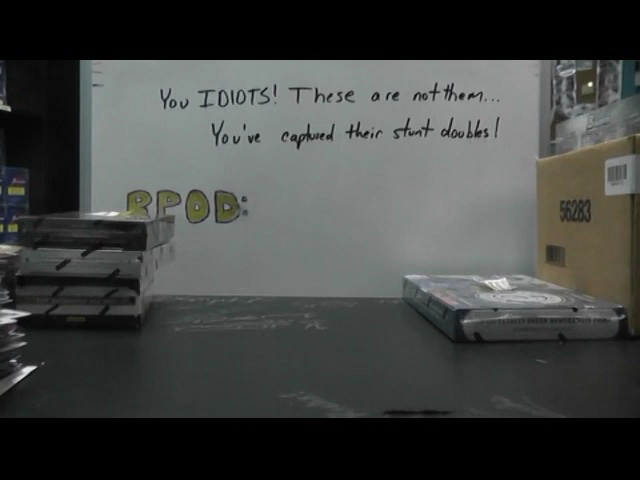 You IDIOTS! These are not them...
You've captured their stunt doubles!
RPOD:
56283